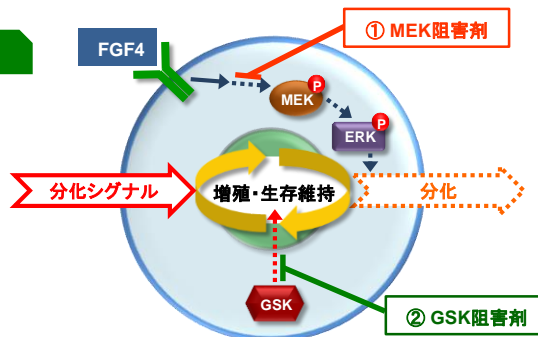 ① MEK阻害剤
FGF4
P
MEK
P
ERK
分化シグナル
増殖・生存維持
分化
GSK
② GSK阻害剤